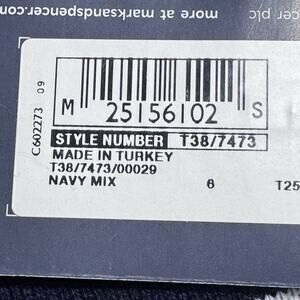 more at marksandspencer.com
cer plc
C602273 09
M 25156102 S
STYLE NUMBER T38/7473
MADE IN TURKEY
T38/7473/00029
NAVY MIX 6 T25